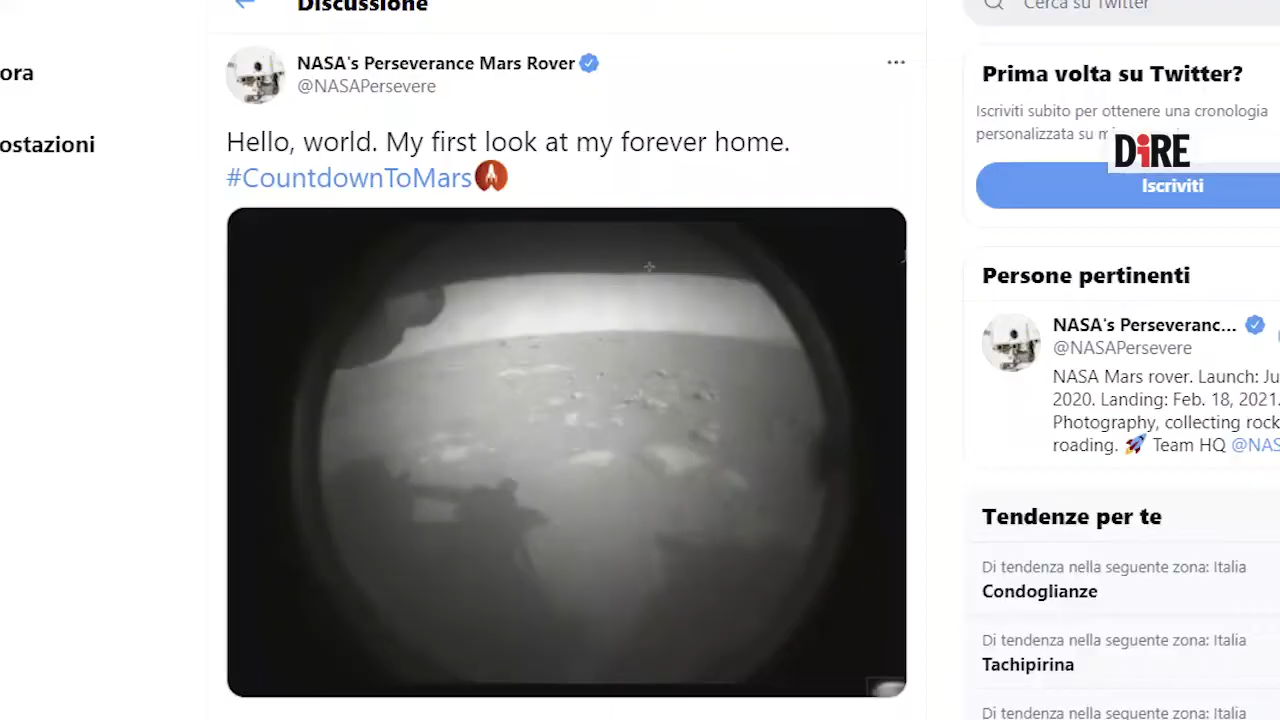 Discussione
Cerca su Twitter
ora
ostazioni
NASA's Perseverance Mars Rover
@NASAPersevere
Hello, world. My first look at my forever home.
#CountdownToMars
Prima volta su Twitter?
Iscriviti subito per ottenere una cronologia
personalizzata su
DiRE
Iscriviti
Persone pertinenti
NASA's Perseveranc...
@NASAPersevere
NASA Mars rover. Launch: Ju
2020. Landing: Feb. 18, 2021.
Photography, collecting rock
roading. 🚀 Team HQ @NAS
Tendenze per te
Di tendenza nella seguente zona: Italia
Condoglianze
Di tendenza nella seguente zona: Italia
Tachipirina
Di tendenza nella seguente zona: Italia